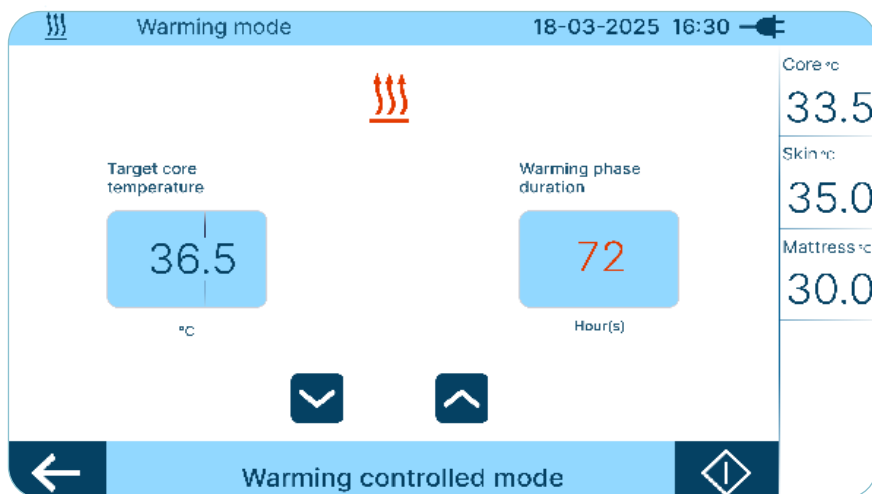 Warming mode
18-03-2025 16:30
Core °C
33.5
Skin °C
35.0
Mattress °C
30.0
Target core
temperature
36.5
°C
Warming phase
duration
72
Hour(s)
Warming controlled mode